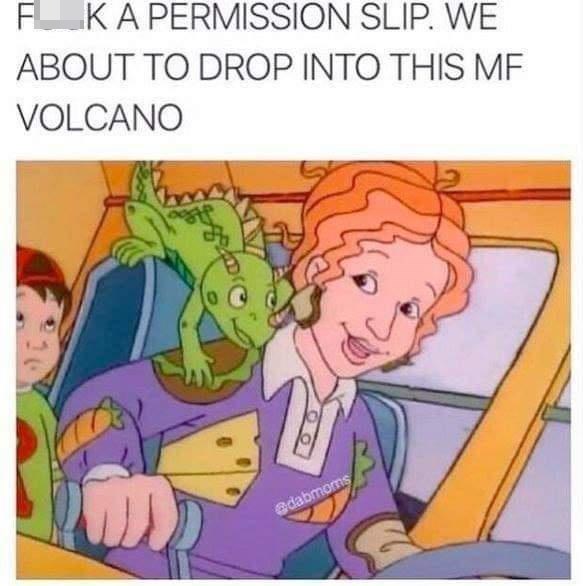 F K A PERMISSION SLIP. WE
ABOUT TO DROP INTO THIS MF
VOLCANO
R
@dabmoms